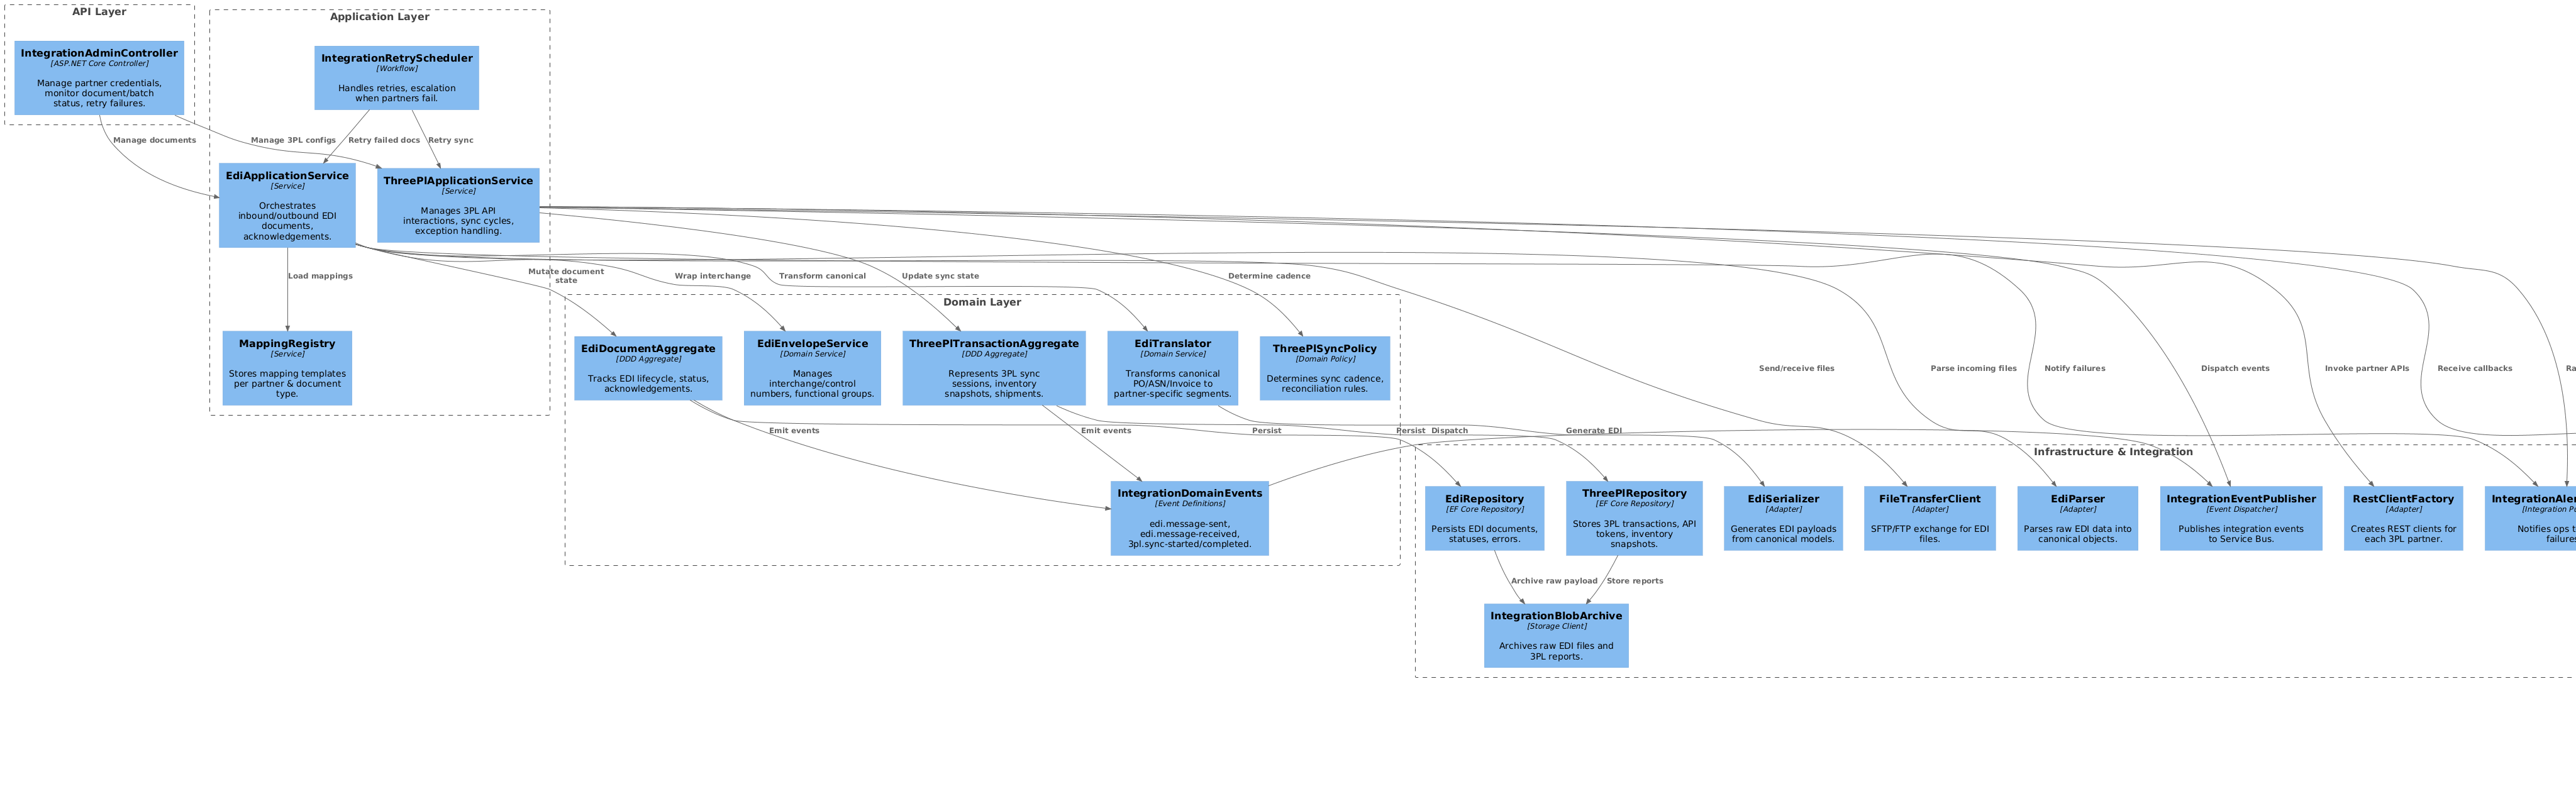 API Layer
IntegrationAdminController
[ASP.NET Core Controller]
Manage partner credentials,
monitor document/batch
status, retry failures.
Application Layer
IntegrationRetryScheduler
[Workflow]
Handles retries, escalation
when partners fail.
Manage documents
Manage 3PL configs
Retry failed docs
Retry sync
EdiApplicationService
[Service]
Orchestrates
inbound/outbound EDI
documents,
acknowledgements.
ThreePlApplicationService
[Service]
Manages 3PL API
interactions, sync cycles,
exception handling.
Load mappings
Mutate document
state
Wrap interchange
Transform canonical
Update sync state
Determine cadence
MappingRegistry
[Service]
Stores mapping templates
per partner & document
type.
Domain Layer
EdiDocumentAggregate
[DDD Aggregate]
Tracks EDI lifecycle, status,
acknowledgements.
EdiEnvelopeService
[Domain Service]
Manages
interchange/control
numbers, functional groups.
ThreePlTransactionAggregate
[DDD Aggregate]
Represents 3PL sync
sessions, inventory
snapshots, shipments.
EdiTranslator
[Domain Service]
Transforms canonical
PO/ASN/Invoice to
partner-specific segments.
ThreePlSyncPolicy
[Domain Policy]
Determines sync cadence,
reconciliation rules.
Send/receive files
Parse incoming files
Notify failures
Dispatch events
Invoke partner APIs
Receive callbacks
Emit events
Emit events
Persist
Persist
Dispatch
Generate EDI
IntegrationDomainEvents
[Event Definitions]
edi.message-sent,
edi.message-received,
3pl.sync-started/completed.
Infrastructure & Integration
EdiRepository
[EF Core Repository]
Persists EDI documents,
statuses, errors.
ThreePlRepository
[EF Core Repository]
Stores 3PL transactions, API
tokens, inventory
snapshots.
EdiSerializer
[Adapter]
Generates EDI payloads
from canonical models.
FileTransferClient
[Adapter]
SFTP/FTP exchange for EDI
files.
EdiParser
[Adapter]
Parses raw EDI data into
canonical objects.
IntegrationEventPublisher
[Event Dispatcher]
Publishes integration events
to Service Bus.
RestClientFactory
[Adapter]
Creates REST clients for
each 3PL partner.
[Integration
Notifies ops
Archive raw payload
Store reports
IntegrationBlobArchive
[Storage Client]
Archives raw EDI files and
3PL reports.